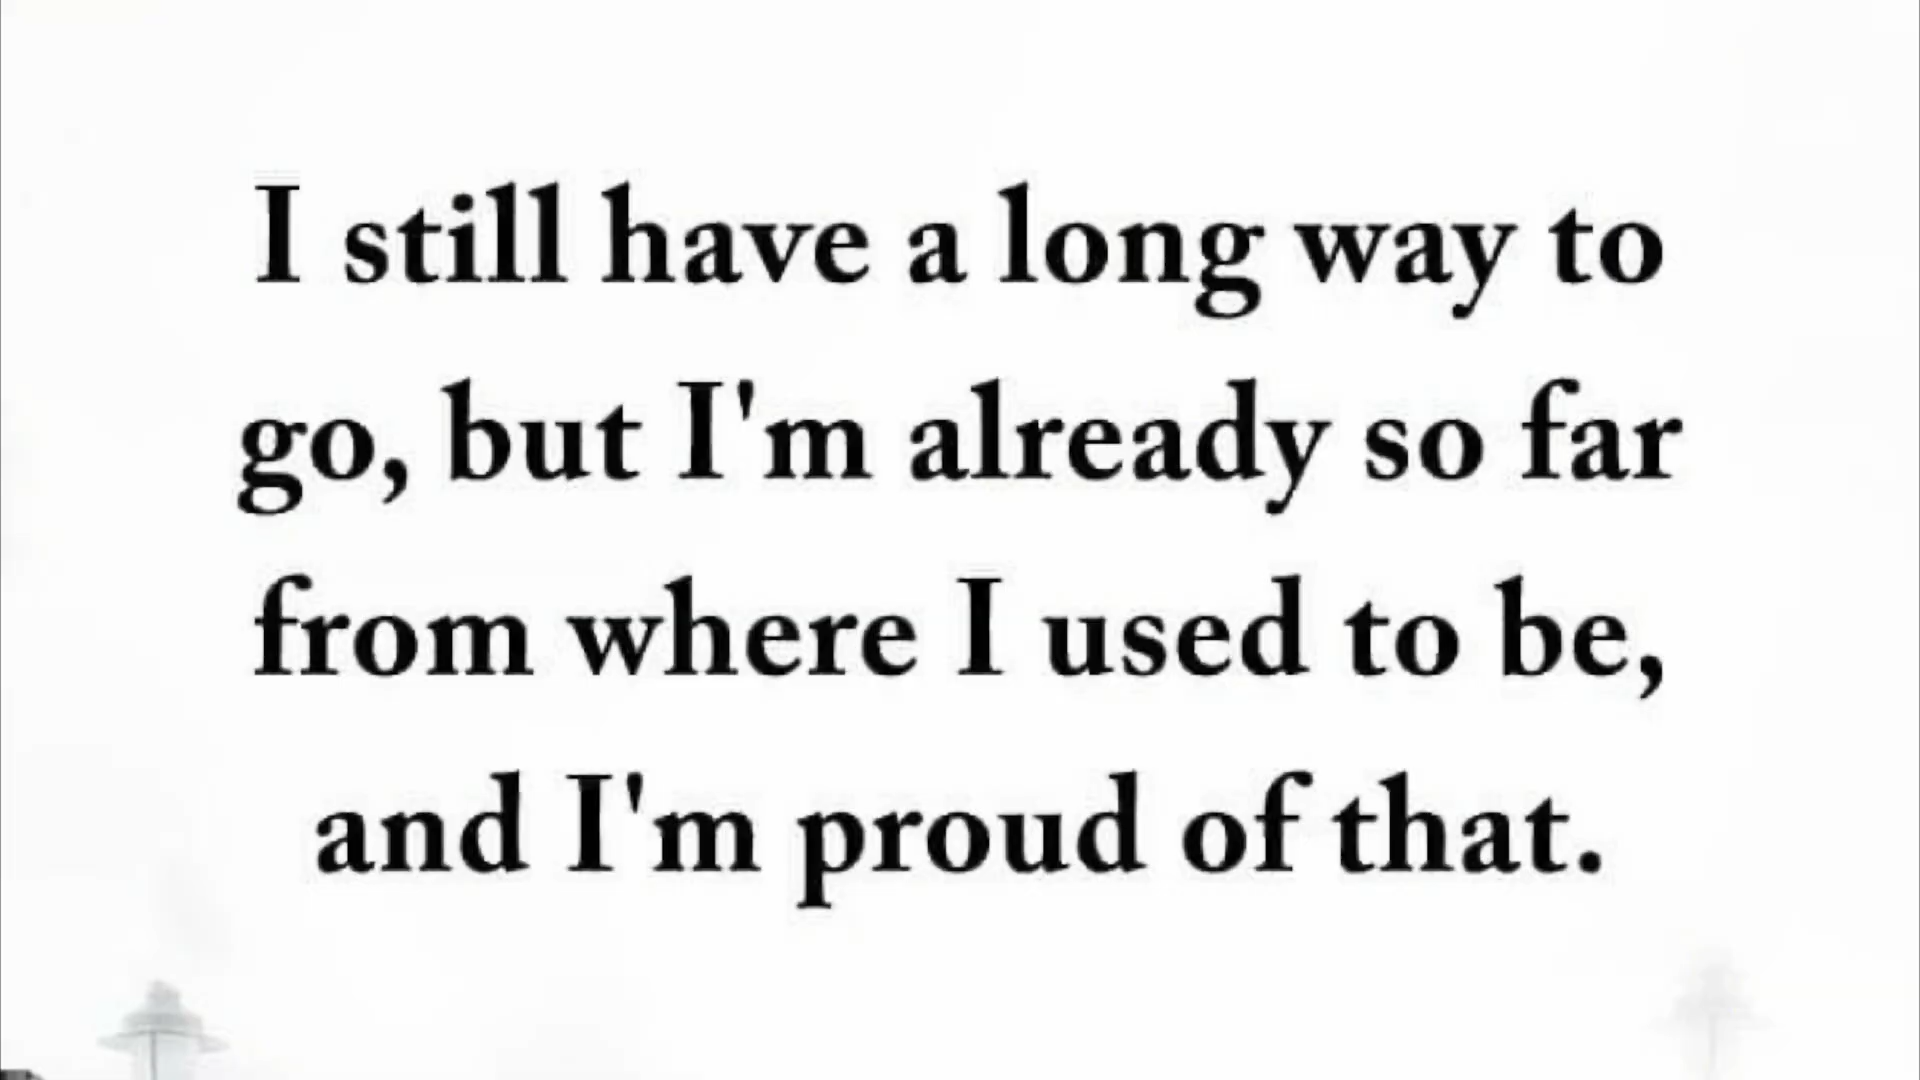 I still have a long way to
go, but I'm already so far
from where I used to be,
and I'm proud of that.